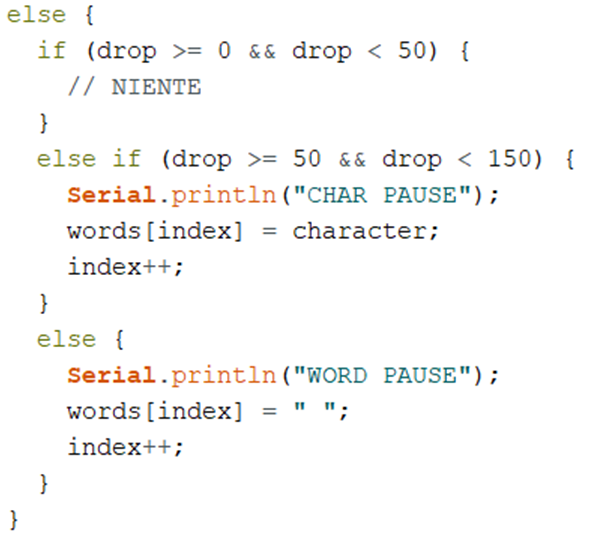 else {
if (drop >= 0 && drop < 50) {
// NIENTE
}
else if (drop >= 50 && drop < 150) {
Serial.println("CHAR PAUSE");
words[index] = character;
index++;
}
else {
Serial.println("WORD PAUSE");
words[index] = " ";
index++;
}
}